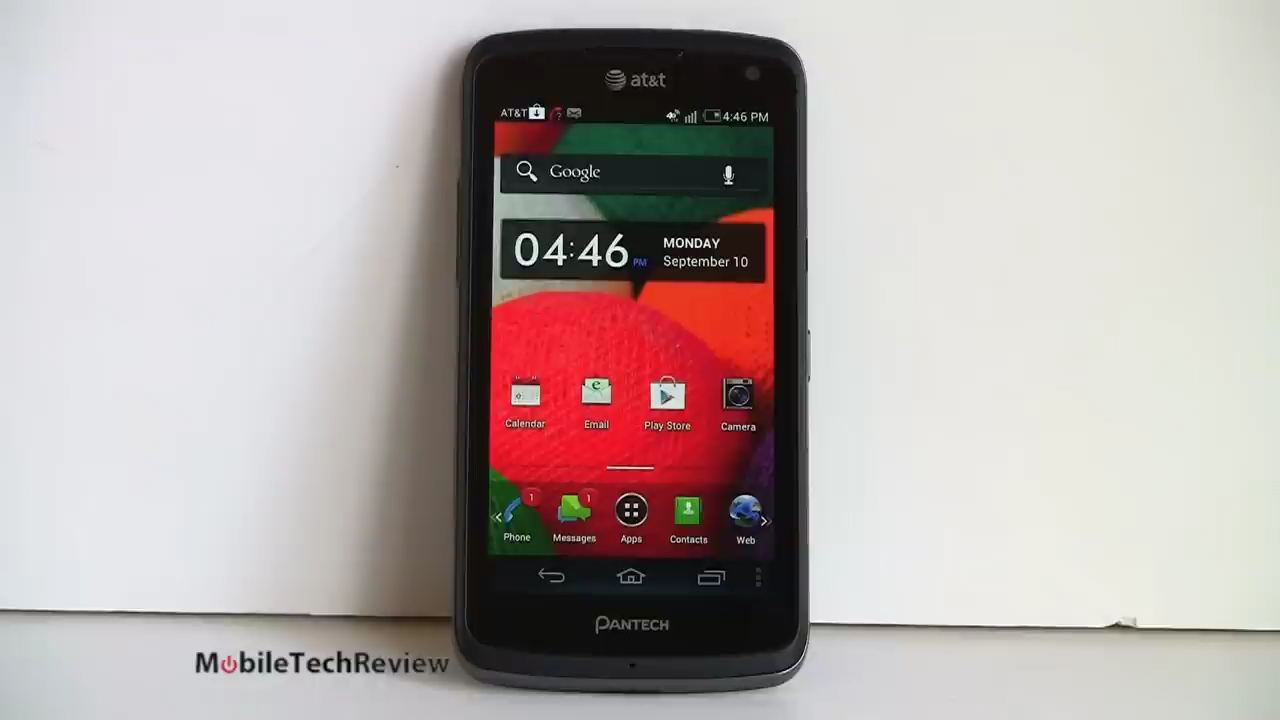 at&t
AT&T 4:46 PM
Google
04:46 PM
MONDAY
September 10
Calendar Email Play Store Camera
1 1
Phone Messages Apps Contacts Web
PANTECH
MobileTechReview